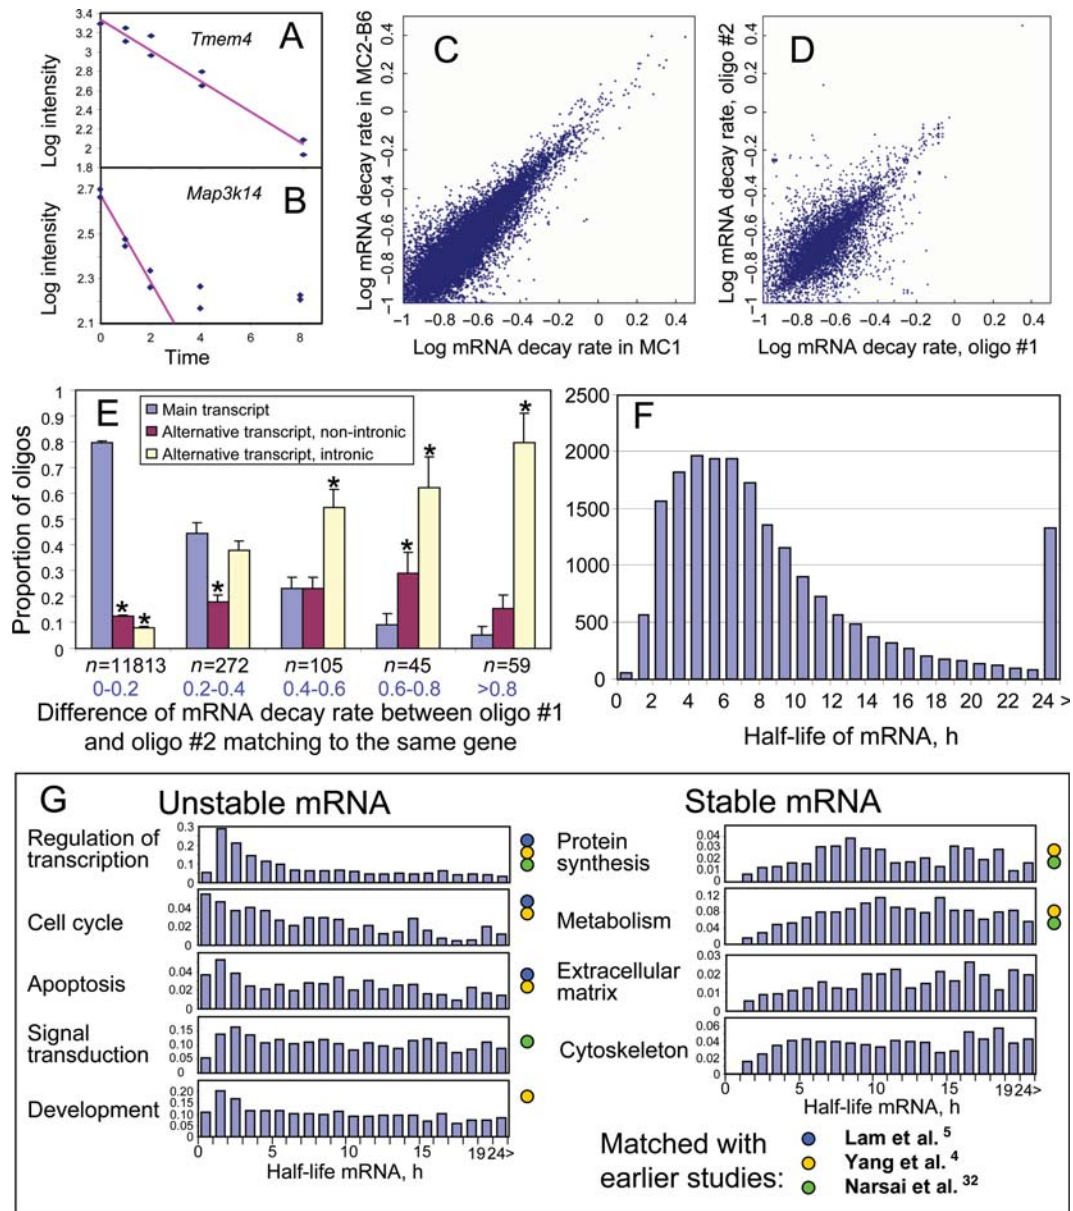 3.4
3.2
3
2.8
2.6
2.4
2.2
2
1.8
Log intensity
Tmem4
A
2.7
2.5
2.3
2.1
Log intensity
Map3k14
B
0 2 4 6 8
Time
C
Log mRNA decay rate in MC2-B6
0.4
0.2
0
−0.2
−0.4
−0.6
−0.8
−1
−1 −0.8 −0.6 −0.4 −0.2 0 0.2 0.4
Log mRNA decay rate in MC1
D
Log mRNA decay rate, oligo #2
0.4
0.2
0
−0.2
−0.4
−0.6
−0.8
−1
−1 −0.8 −0.6 −0.4 −0.2 0 0.2 0.4
Log mRNA decay rate, oligo #1
E
Proportion of oligos
1
0.9
0.8
0.7
0.6
0.5
0.4
0.3
0.2
0.1
0
Main transcript
Alternative transcript, non-intronic
Alternative transcript, intronic
* * * * * * *
n=11813 n=272 n=105 n=45 n=59
0-0.2 0.2-0.4 0.4-0.6 0.6-0.8 >0.8
Difference of mRNA decay rate between oligo #1
and oligo #2 matching to the same gene
F
2500
2000
1500
1000
500
0
0 2 4 6 8 10 12 14 16 18 20 22 24 >
Half-life of mRNA, h
G
Unstable mRNA
Regulation of
transcription
0.3
0.2
0.1
0
Cell cycle
0.04
0.02
0
Apoptosis
0.04
0.02
0
Signal
transduction
0.15
0.10
0.05
0
Development
0.20
0.15
0.10
0.05
0
0 5 10 15 19 24>
Half-life mRNA, h
Stable mRNA
Protein
synthesis
0.04
0.03
0.02
0.01
0
Metabolism
0.12
0.08
0.04
0
Extracellular
matrix
0.03
0.02
0.01
0
Cytoskeleton
0.06
0.04
0.02
0
0 5 10 15 19 24>
Half-life mRNA, h
Matched with
earlier studies:
Lam et al. 5
Yang et al. 4
Narsai et al. 32